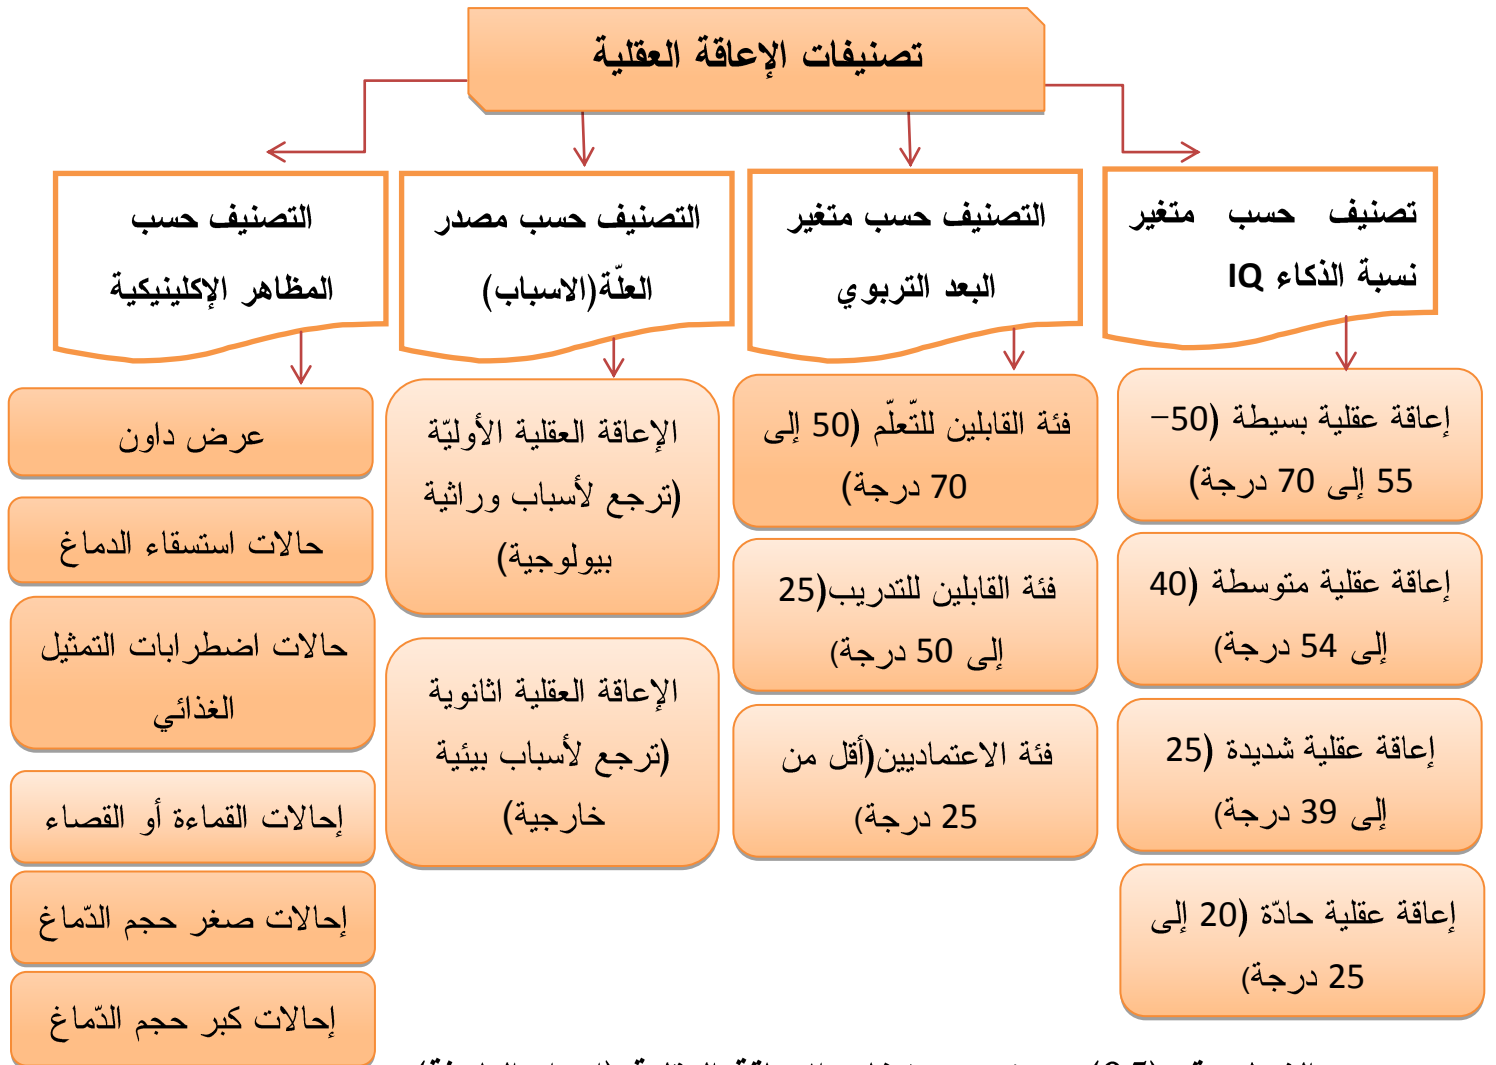 تصنيفات الإعاقة العقلية
تصنيف حسب متغير
نسبة الذكاء IQ
إعاقة عقلية بسيطة (50–
55 إلى 70 درجة)
إعاقة عقلية متوسطة (40
إلى 54 درجة)
إعاقة عقلية شديدة (25
إلى 39 درجة)
إعاقة عقلية حادّة (20 إلى
25 درجة)
التصنيف حسب متغير
البعد التربوي
فئة القابلين للتّعلّم (50 إلى
70 درجة)
فئة القابلين للتدريب(25
إلى 50 درجة)
فئة الاعتماديين(أقل من
25 درجة)
التصنيف حسب مصدر
العلّة(الاسباب)
الإعاقة العقلية الأوليّة
(ترجع لأسباب وراثية
بيولوجية)
الإعاقة العقلية اثانوية
(ترجع لأسباب بيئية
خارجية)
التصنيف حسب
المظاهر الإكلينيكية
عرض داون
حالات استسقاء الدماغ
حالات اضطرابات التمثيل
الغذائي
إحالات القماءة أو القصاء
إحالات صغر حجم الدّماغ
إحالات كبر حجم الدّماغ